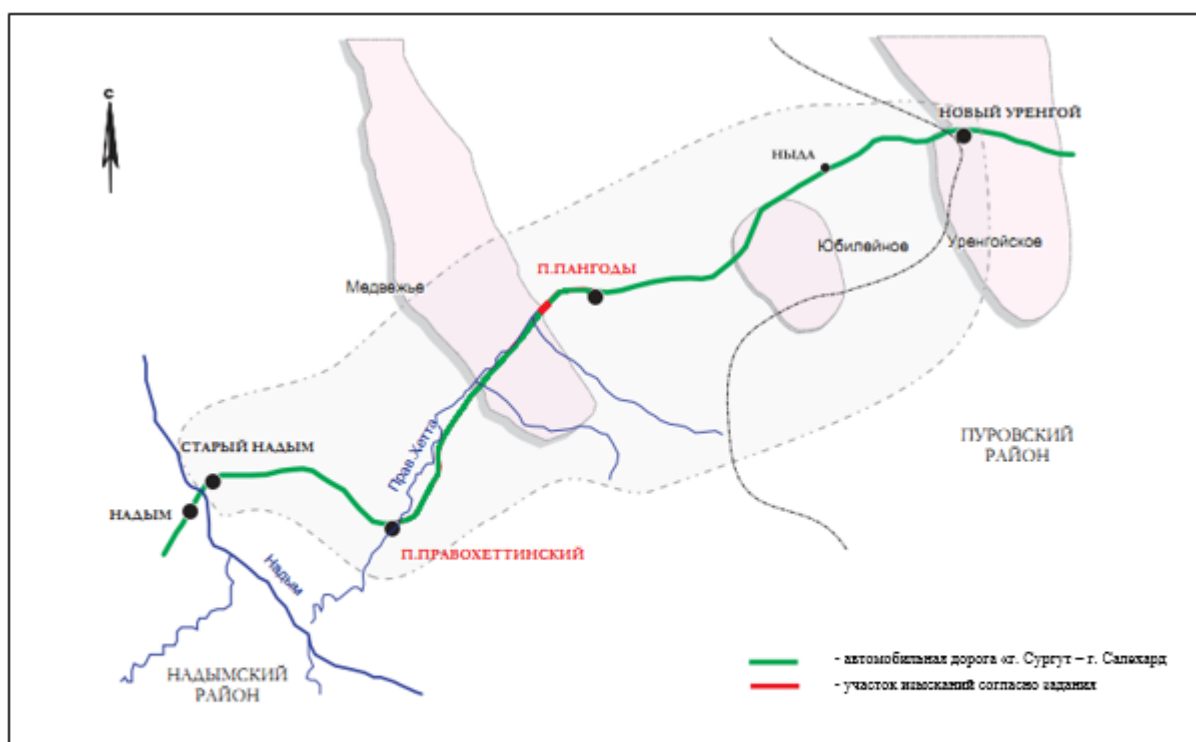 С
НОВЫЙ УРЕНГОЙ
НЫДА
Юбилейное
Уренгойское
П.ПАНГОДЫ
Медвежье
Прав.Хетта
СТАРЫЙ НАДЫМ
НАДЫМ
П.ПРАВОХЕТТИНСКИЙ
Надым
ПУРОВСКИЙ
РАЙОН
НАДЫМСКИЙ
РАЙОН
- автомобильная дорога «г. Сургут – г. Салехард
- участок изысканий согласно задания